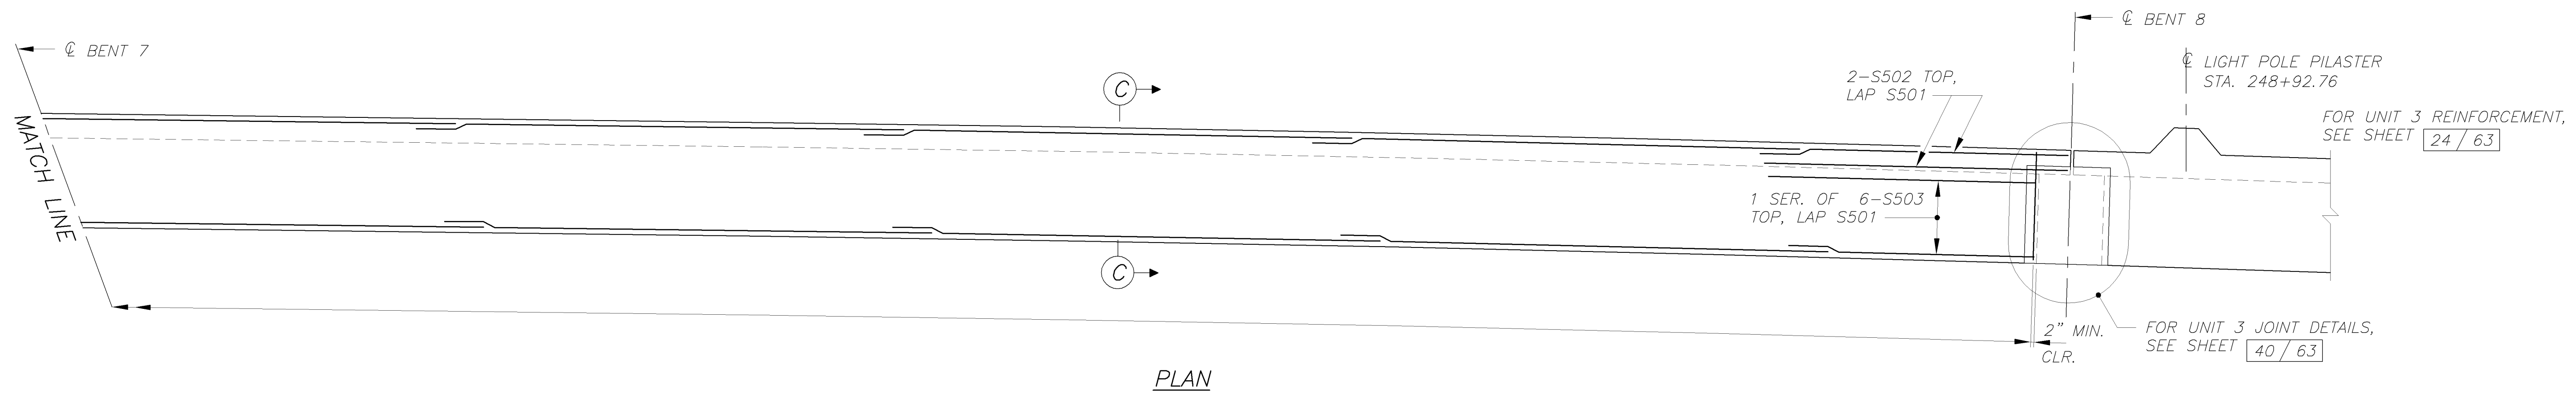 ℄ BENT 7
MATCH LINE
C
C
2-S502 TOP,
LAP S501
1 SER. OF 6-S503
TOP, LAP S501
℄ BENT 8
℄ LIGHT POLE PILASTER
STA. 248+92.76
FOR UNIT 3 REINFORCEMENT,
SEE SHEET 24 / 63
2" MIN.
CLR.
FOR UNIT 3 JOINT DETAILS,
SEE SHEET 40 / 63
PLAN